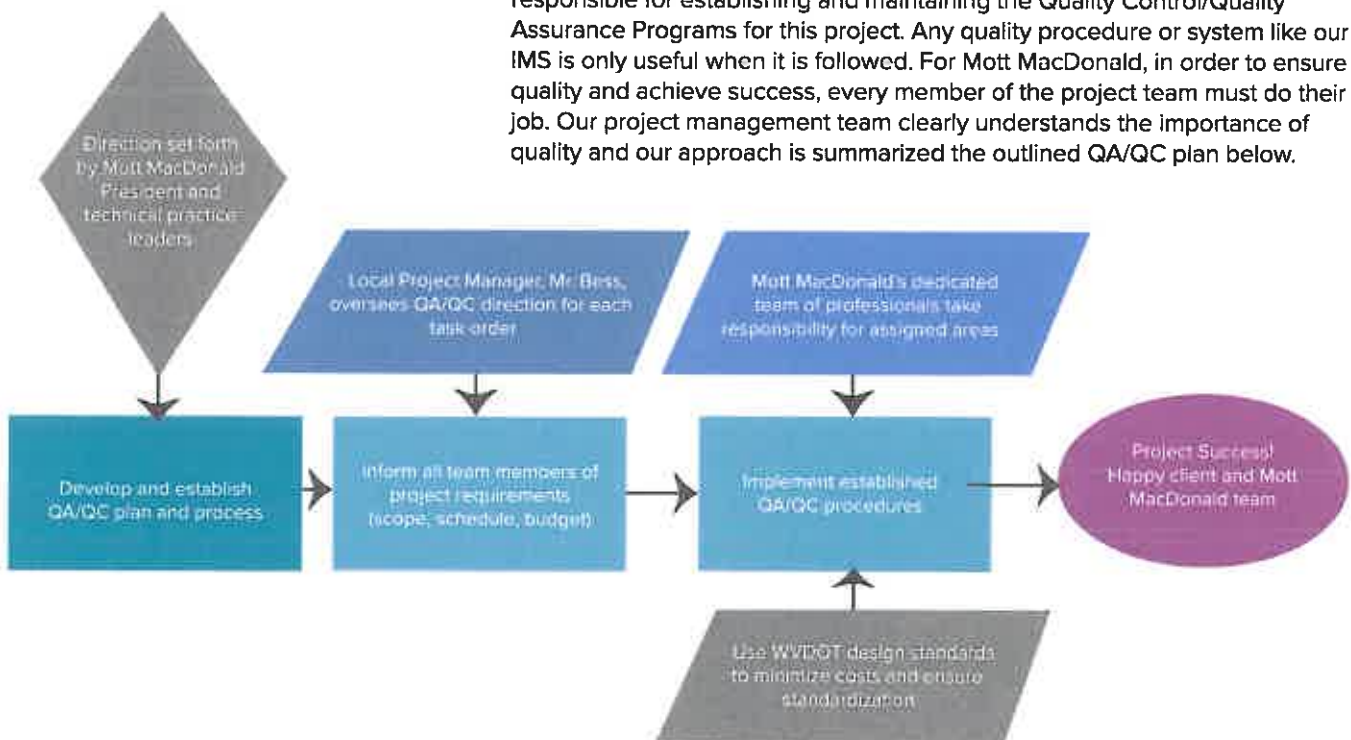 responsible for establishing and maintaining the Quality Control/Quality
Assurance Programs for this project. Any quality procedure or system like our
IMS is only useful when it is followed. For Mott MacDonald, in order to ensure
quality and achieve success, every member of the project team must do their
job. Our project management team clearly understands the importance of
quality and our approach is summarized the outlined QA/QC plan below.
Direction set forth
by Mott MacDonald
President and
technical practice
leaders
Local Project Manager, Mr. Bess,
oversees QA/QC direction for each
task order
Mott MacDonald's dedicated
team of professionals take
responsibility for assigned areas
Develop and establish
QA/QC plan and process
Inform all team members of
project requirements
(scope, schedule, budget)
Implement established
QA/QC procedures
Project Success!
Happy client and Mott
MacDonald team
Use WVDOT design standards
to minimize costs and ensure
standardization